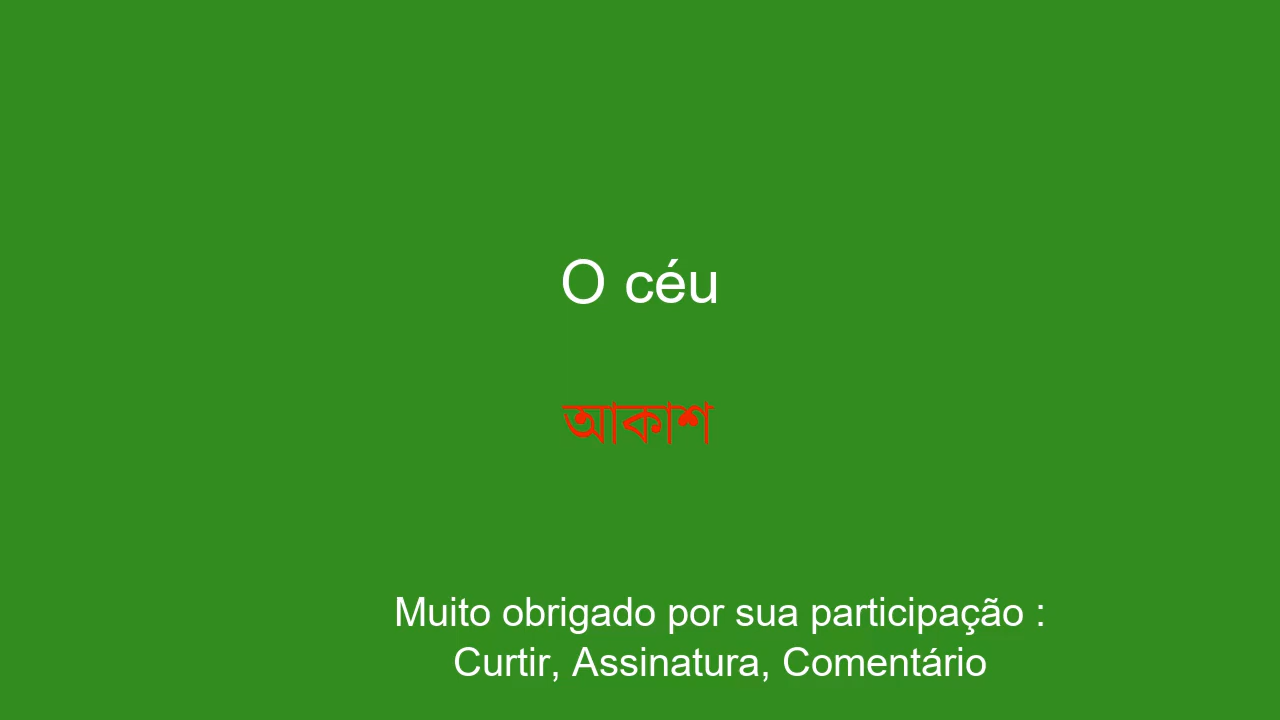 O céu
আকাশ
Muito obrigado por sua participação :
Curtir, Assinatura, Comentário